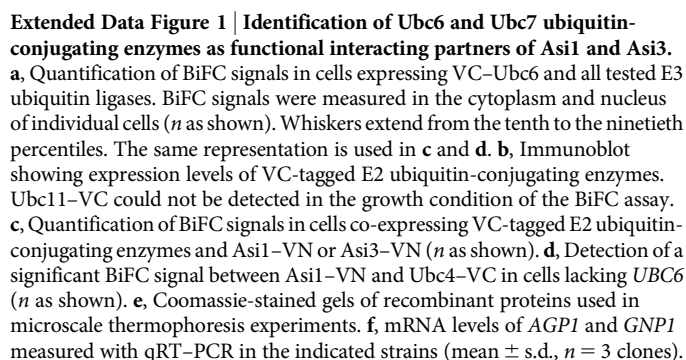 Extended Data Figure 1 | Identification of Ubc6 and Ubc7 ubiquitin-
conjugating enzymes as functional interacting partners of Asi1 and Asi3.
a, Quantification of BiFC signals in cells expressing VC–Ubc6 and all tested E3
ubiquitin ligases. BiFC signals were measured in the cytoplasm and nucleus
of individual cells (n as shown). Whiskers extend from the tenth to the ninetieth
percentiles. The same representation is used in c and d. b, Immunoblot
showing expression levels of VC-tagged E2 ubiquitin-conjugating enzymes.
Ubc11–VC could not be detected in the growth condition of the BiFC assay.
c, Quantification of BiFC signals in cells co-expressing VC-tagged E2 ubiquitin-
conjugating enzymes and Asi1–VN or Asi3–VN (n as shown). d, Detection of a
significant BiFC signal between Asi1–VN and Ubc4–VC in cells lacking UBC6
(n as shown). e, Coomassie-stained gels of recombinant proteins used in
microscale thermophoresis experiments. f, mRNA levels of AGP1 and GNP1
measured with qRT–PCR in the indicated strains (mean ± s.d., n = 3 clones).